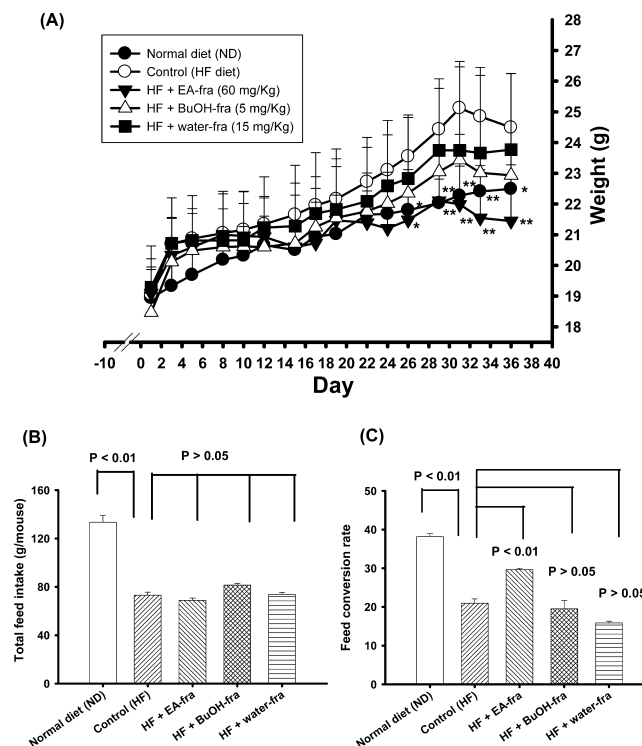 (A)
Normal diet (ND)
Control (HF diet)
HF + EA-fra (60 mg/Kg)
HF + BuOH-fra (5 mg/Kg)
HF + water-fra (15 mg/Kg)
28
27
26
25
24
23
22
21
20
19
18
Weight (g)
** ** *
* ** **
* ** ** **
-10 0 2 4 6 8 10 12 14 16 18 20 22 24 26 28 30 32 34 36 38 40
Day
(B)
P < 0.01
P > 0.05
Total feed intake (g/mouse)
160
120
80
40
0
Normal diet (ND)
Control (HF)
HF + EA-fra
HF + BuOH-fra
HF + water-fra
(C)
P < 0.01
P < 0.01
P > 0.05
P > 0.05
Feed conversion rate
50
40
30
20
10
0
Normal diet (ND)
Control (HF)
HF + EA-fra
HF + BuOH-fra
HF + water-fra